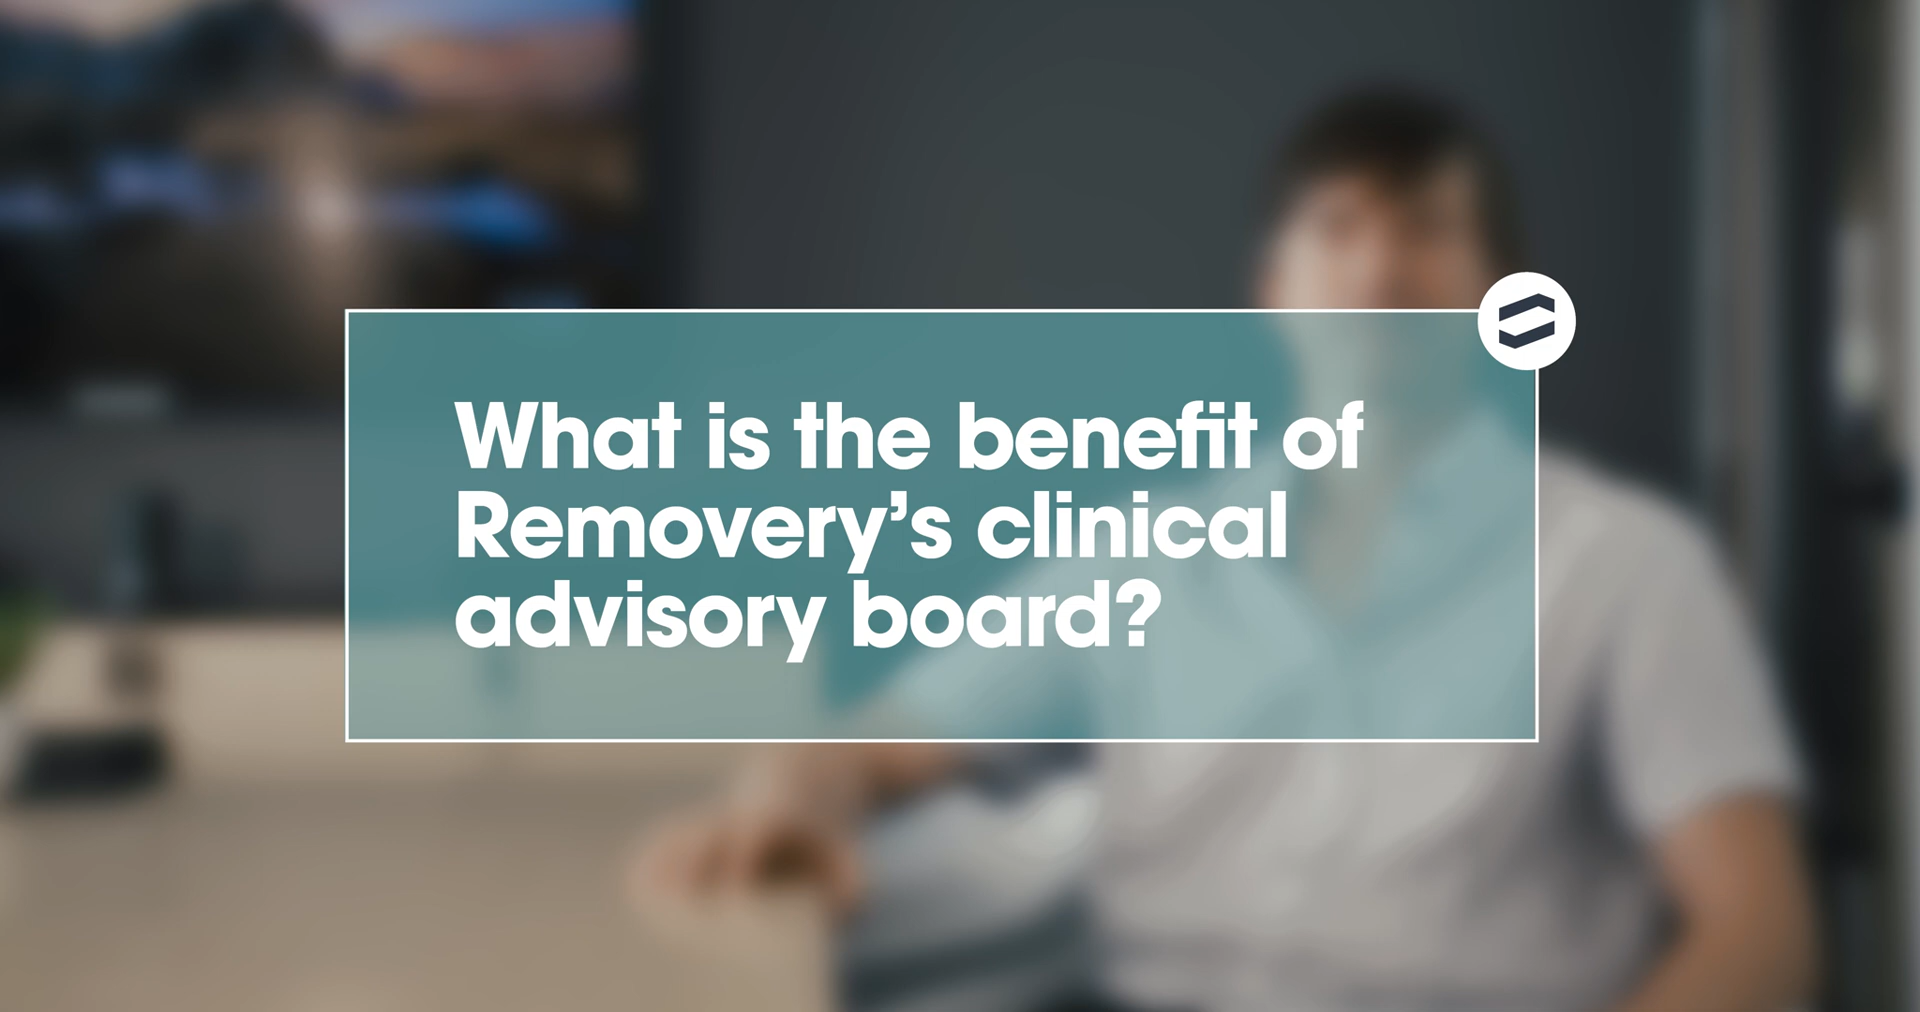 What is the benefit of
Removery’s clinical
advisory board?